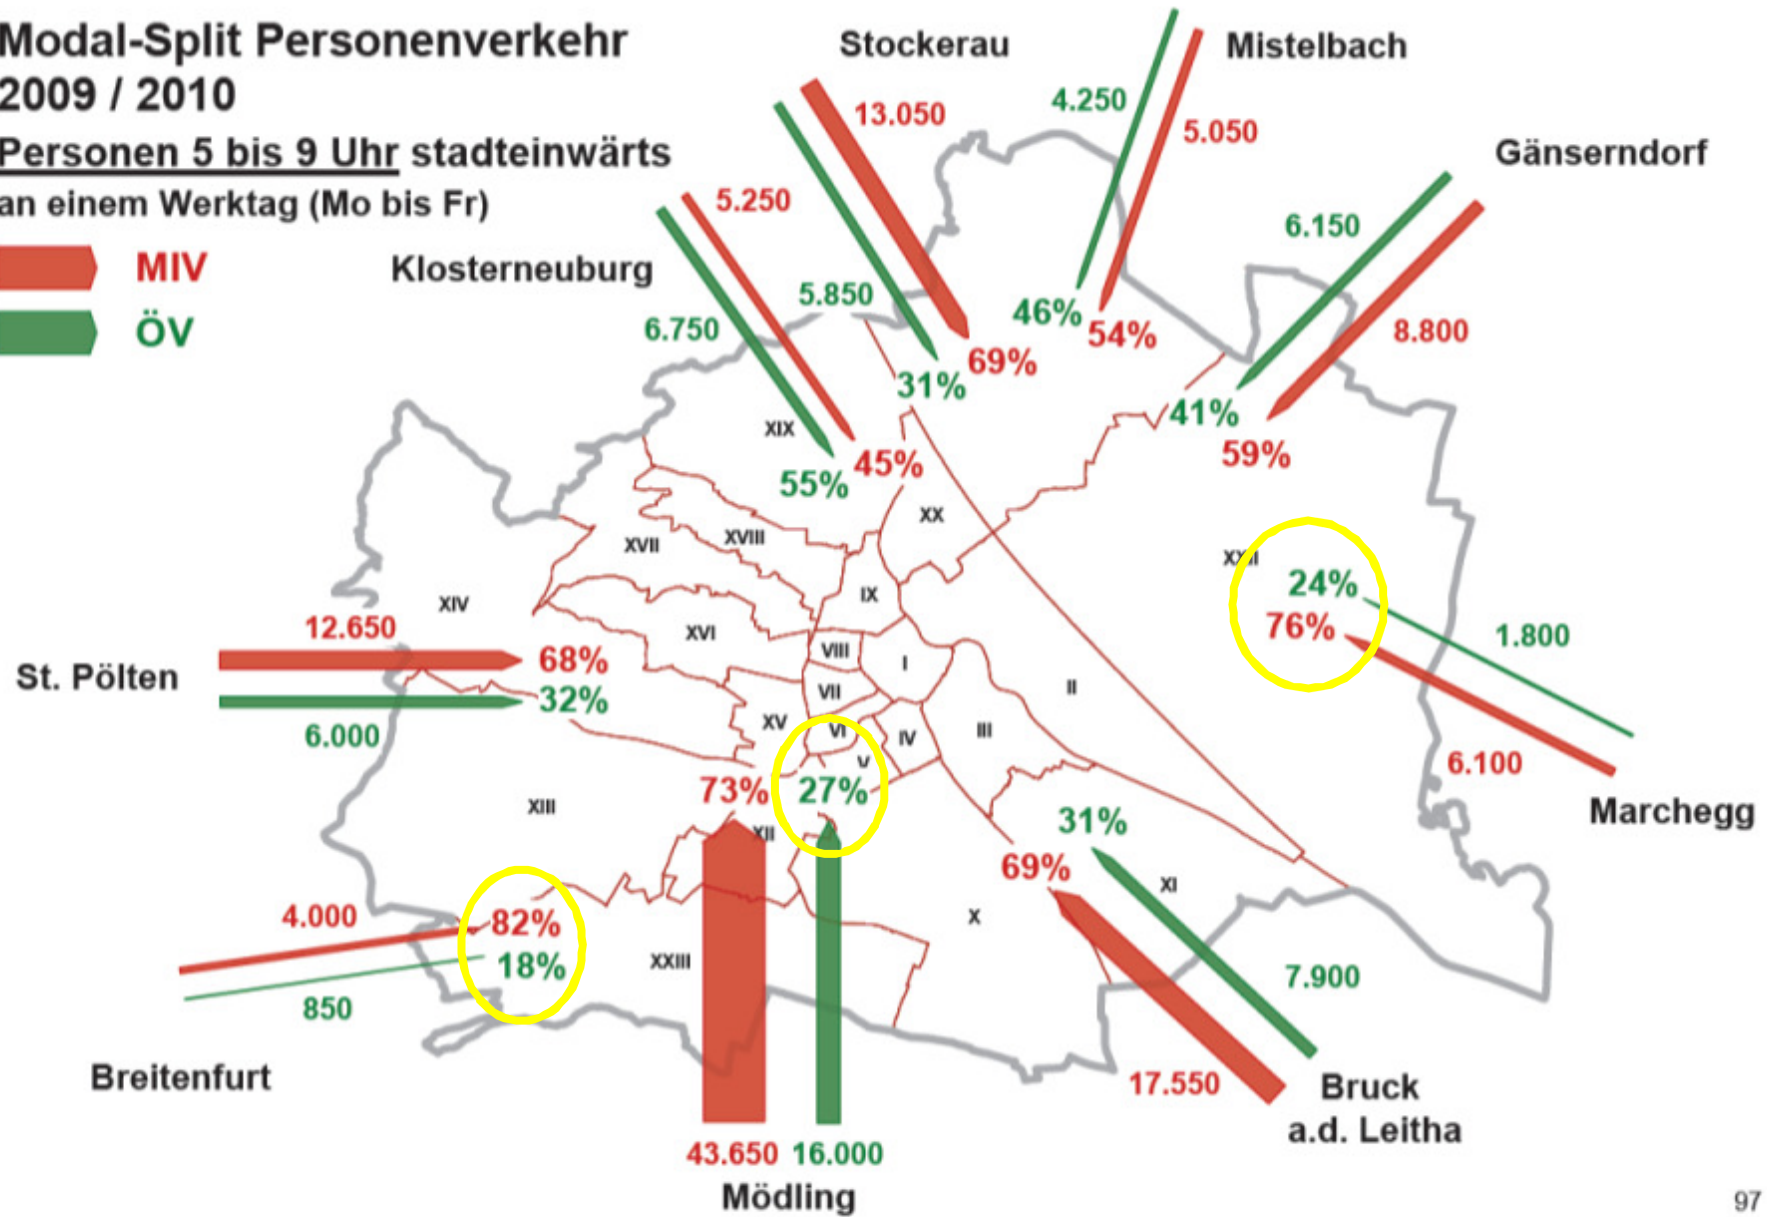 Modal-Split Personenverkehr
2009 / 2010
Personen 5 bis 9 Uhr stadteinwärts
an einem Werktag (Mo bis Fr)
MIV
ÖV
Stockerau
13.050
5.850
69%
31%
Mistelbach
4.250
5.050
46%
54%
Gänserndorf
6.150
8.800
41%
59%
Klosterneuburg
5.250
6.750
45%
55%
XIX
XX
XVIII
XVII
XIV
IX
XVI
VIII
I
II
VII
XV
VI
IV
III
V
XIII
XII
XI
X
XXIII
24%
76%
1.800
6.100
Marchegg
12.650
68%
St. Pölten
32%
6.000
73%
27%
43.650
16.000
Mödling
31%
69%
7.900
17.550
Bruck
a.d. Leitha
4.000
82%
18%
850
Breitenfurt
97